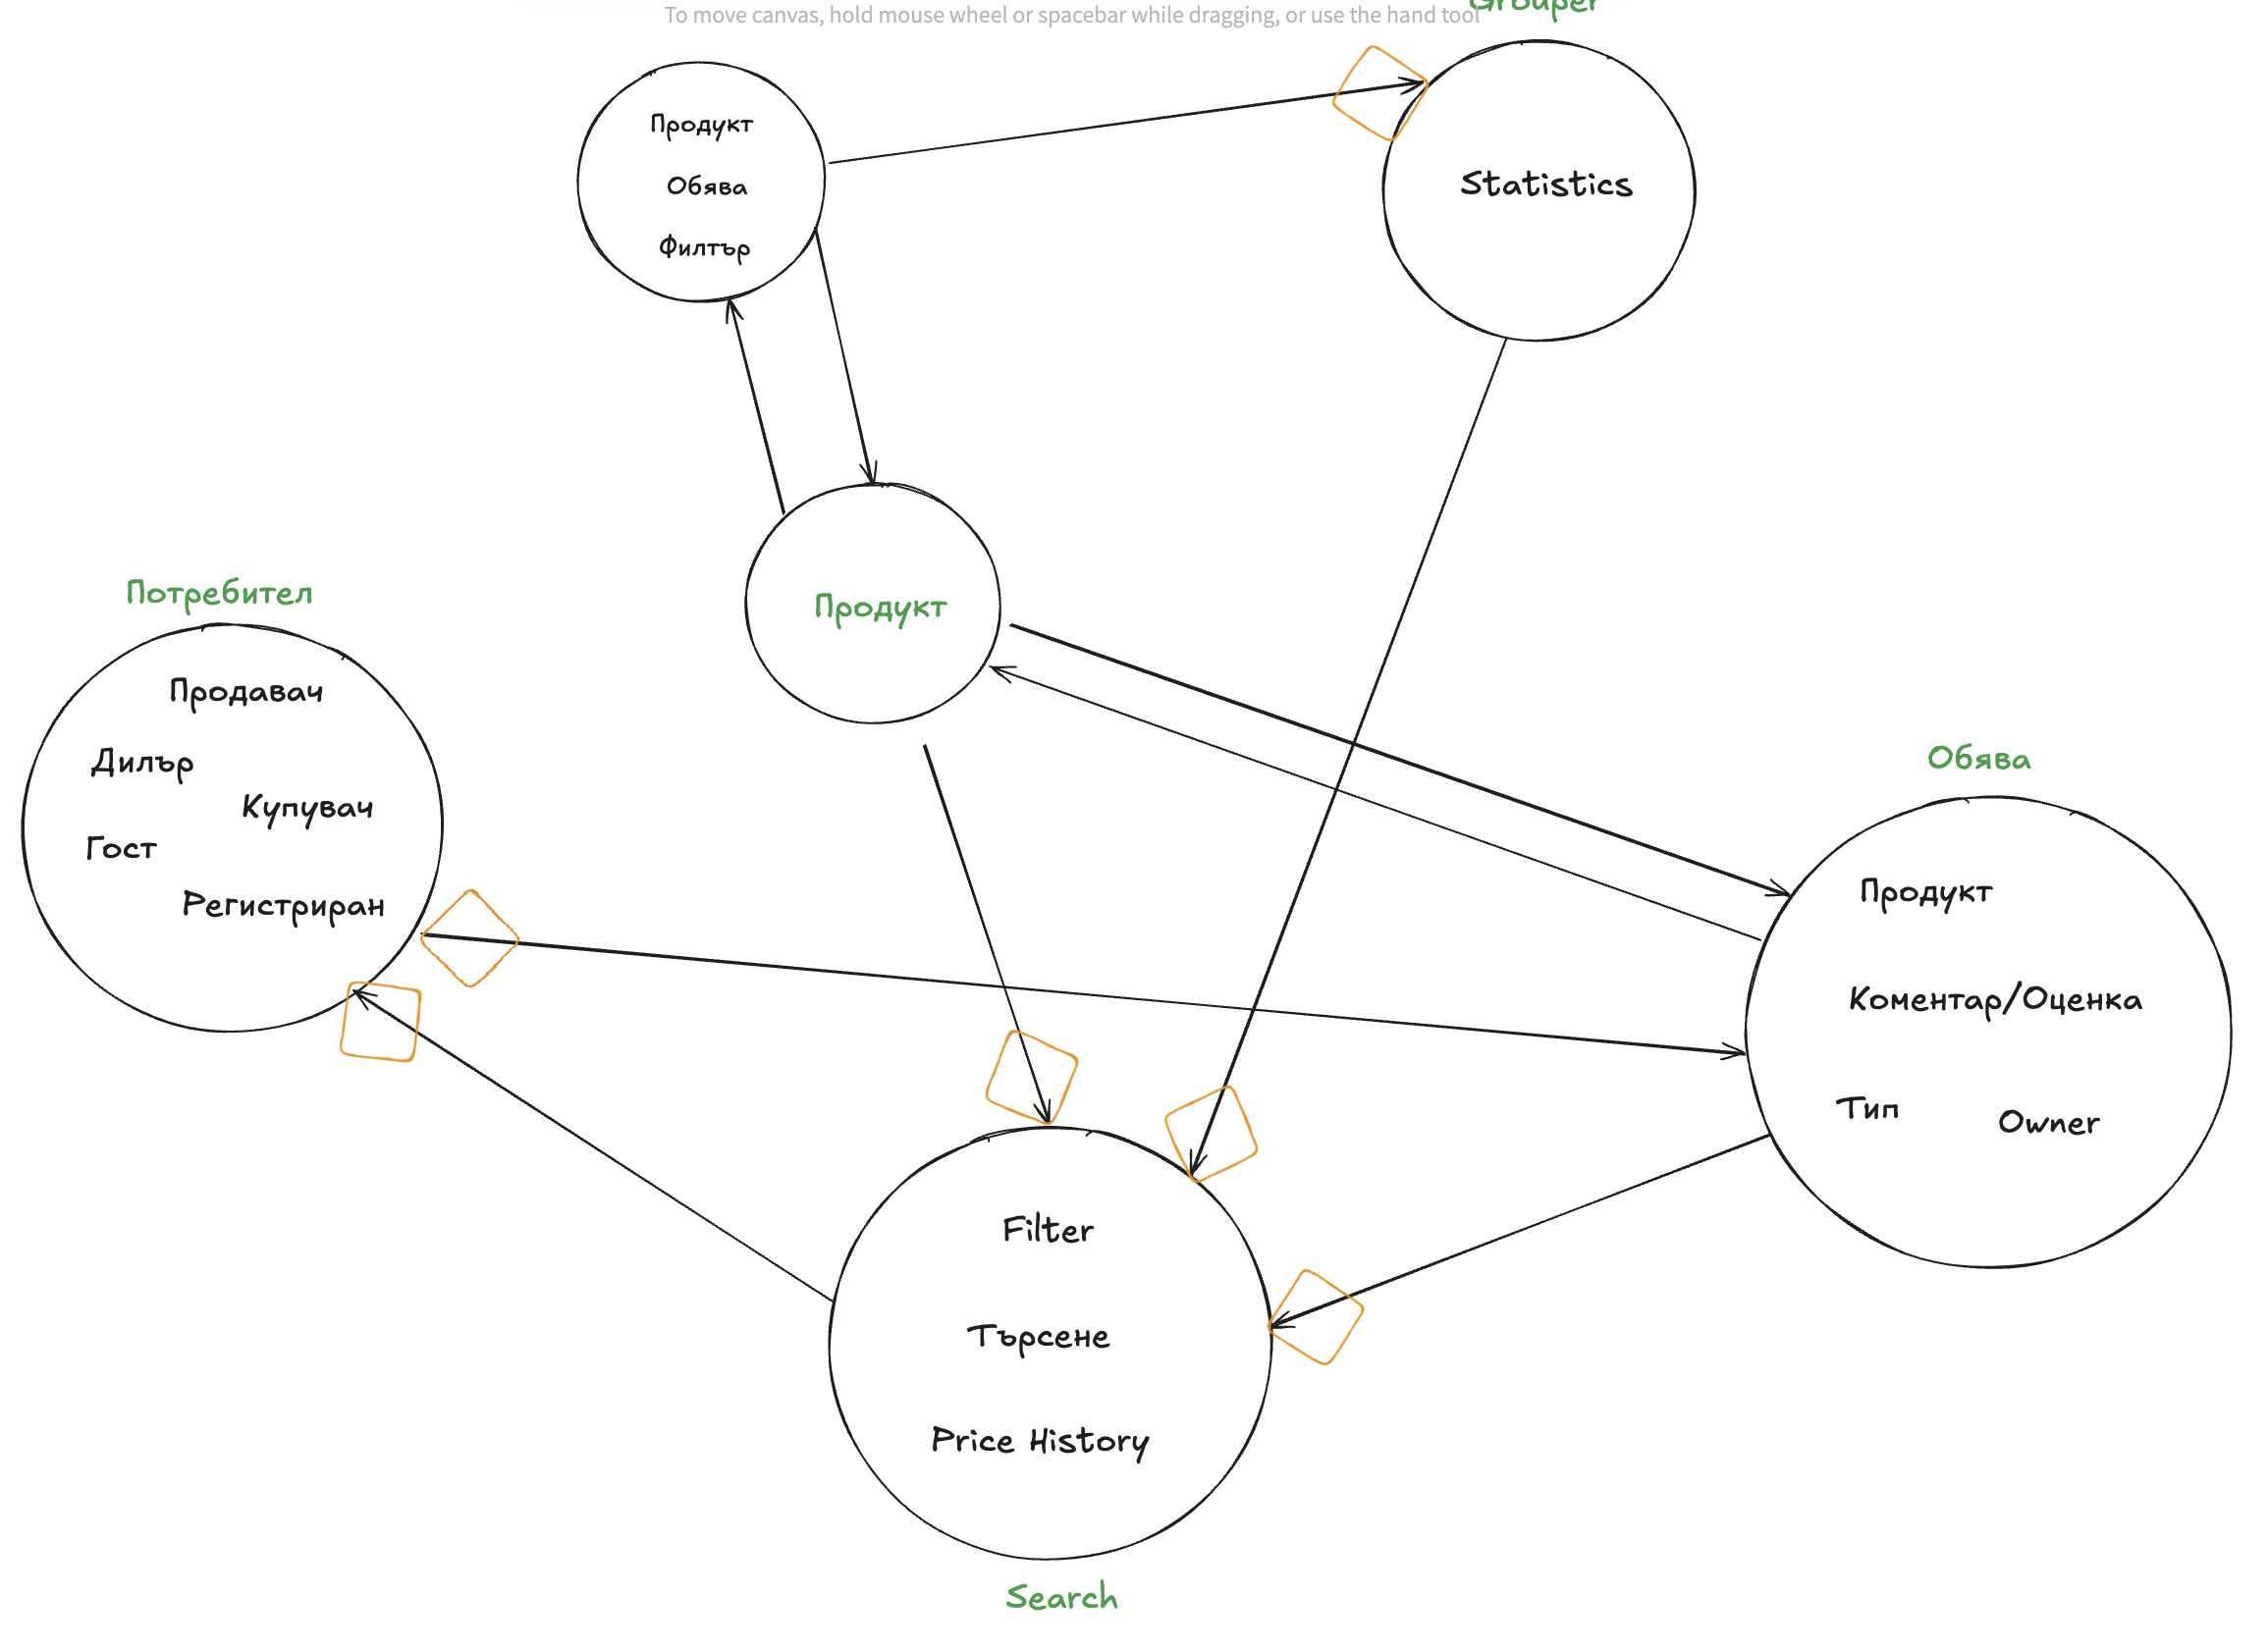 To move canvas, hold mouse wheel or spacebar while dragging, or use the hand tool
Grouper
Продукт
Обява
Филтър
Statistics
Продукт
Потребител
Продавач
Дилър
Купувач
Гост
Регистриран
Обява
Продукт
Коментар/Оценка
Тип
Owner
Filter
Търсене
Price History
Search